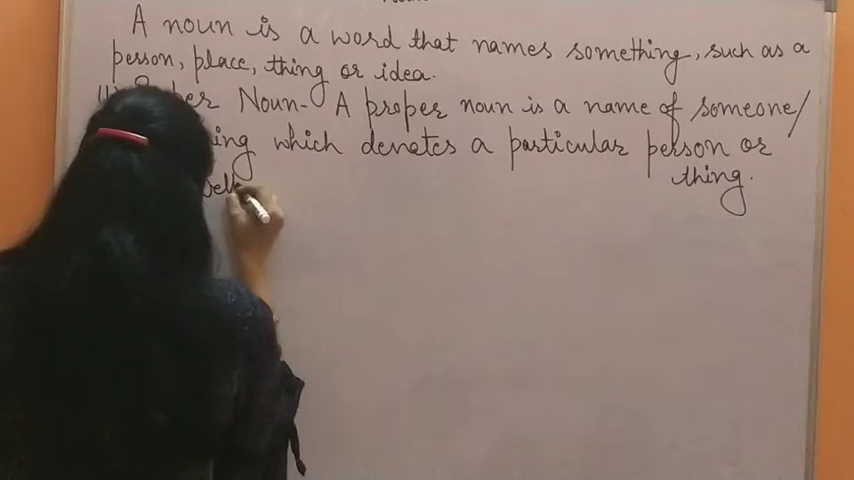 A noun is a word that names something, such as a
person, place, thing or idea.
Noun- A proper noun is a name of someone/
which denotes a particular person or
thing.